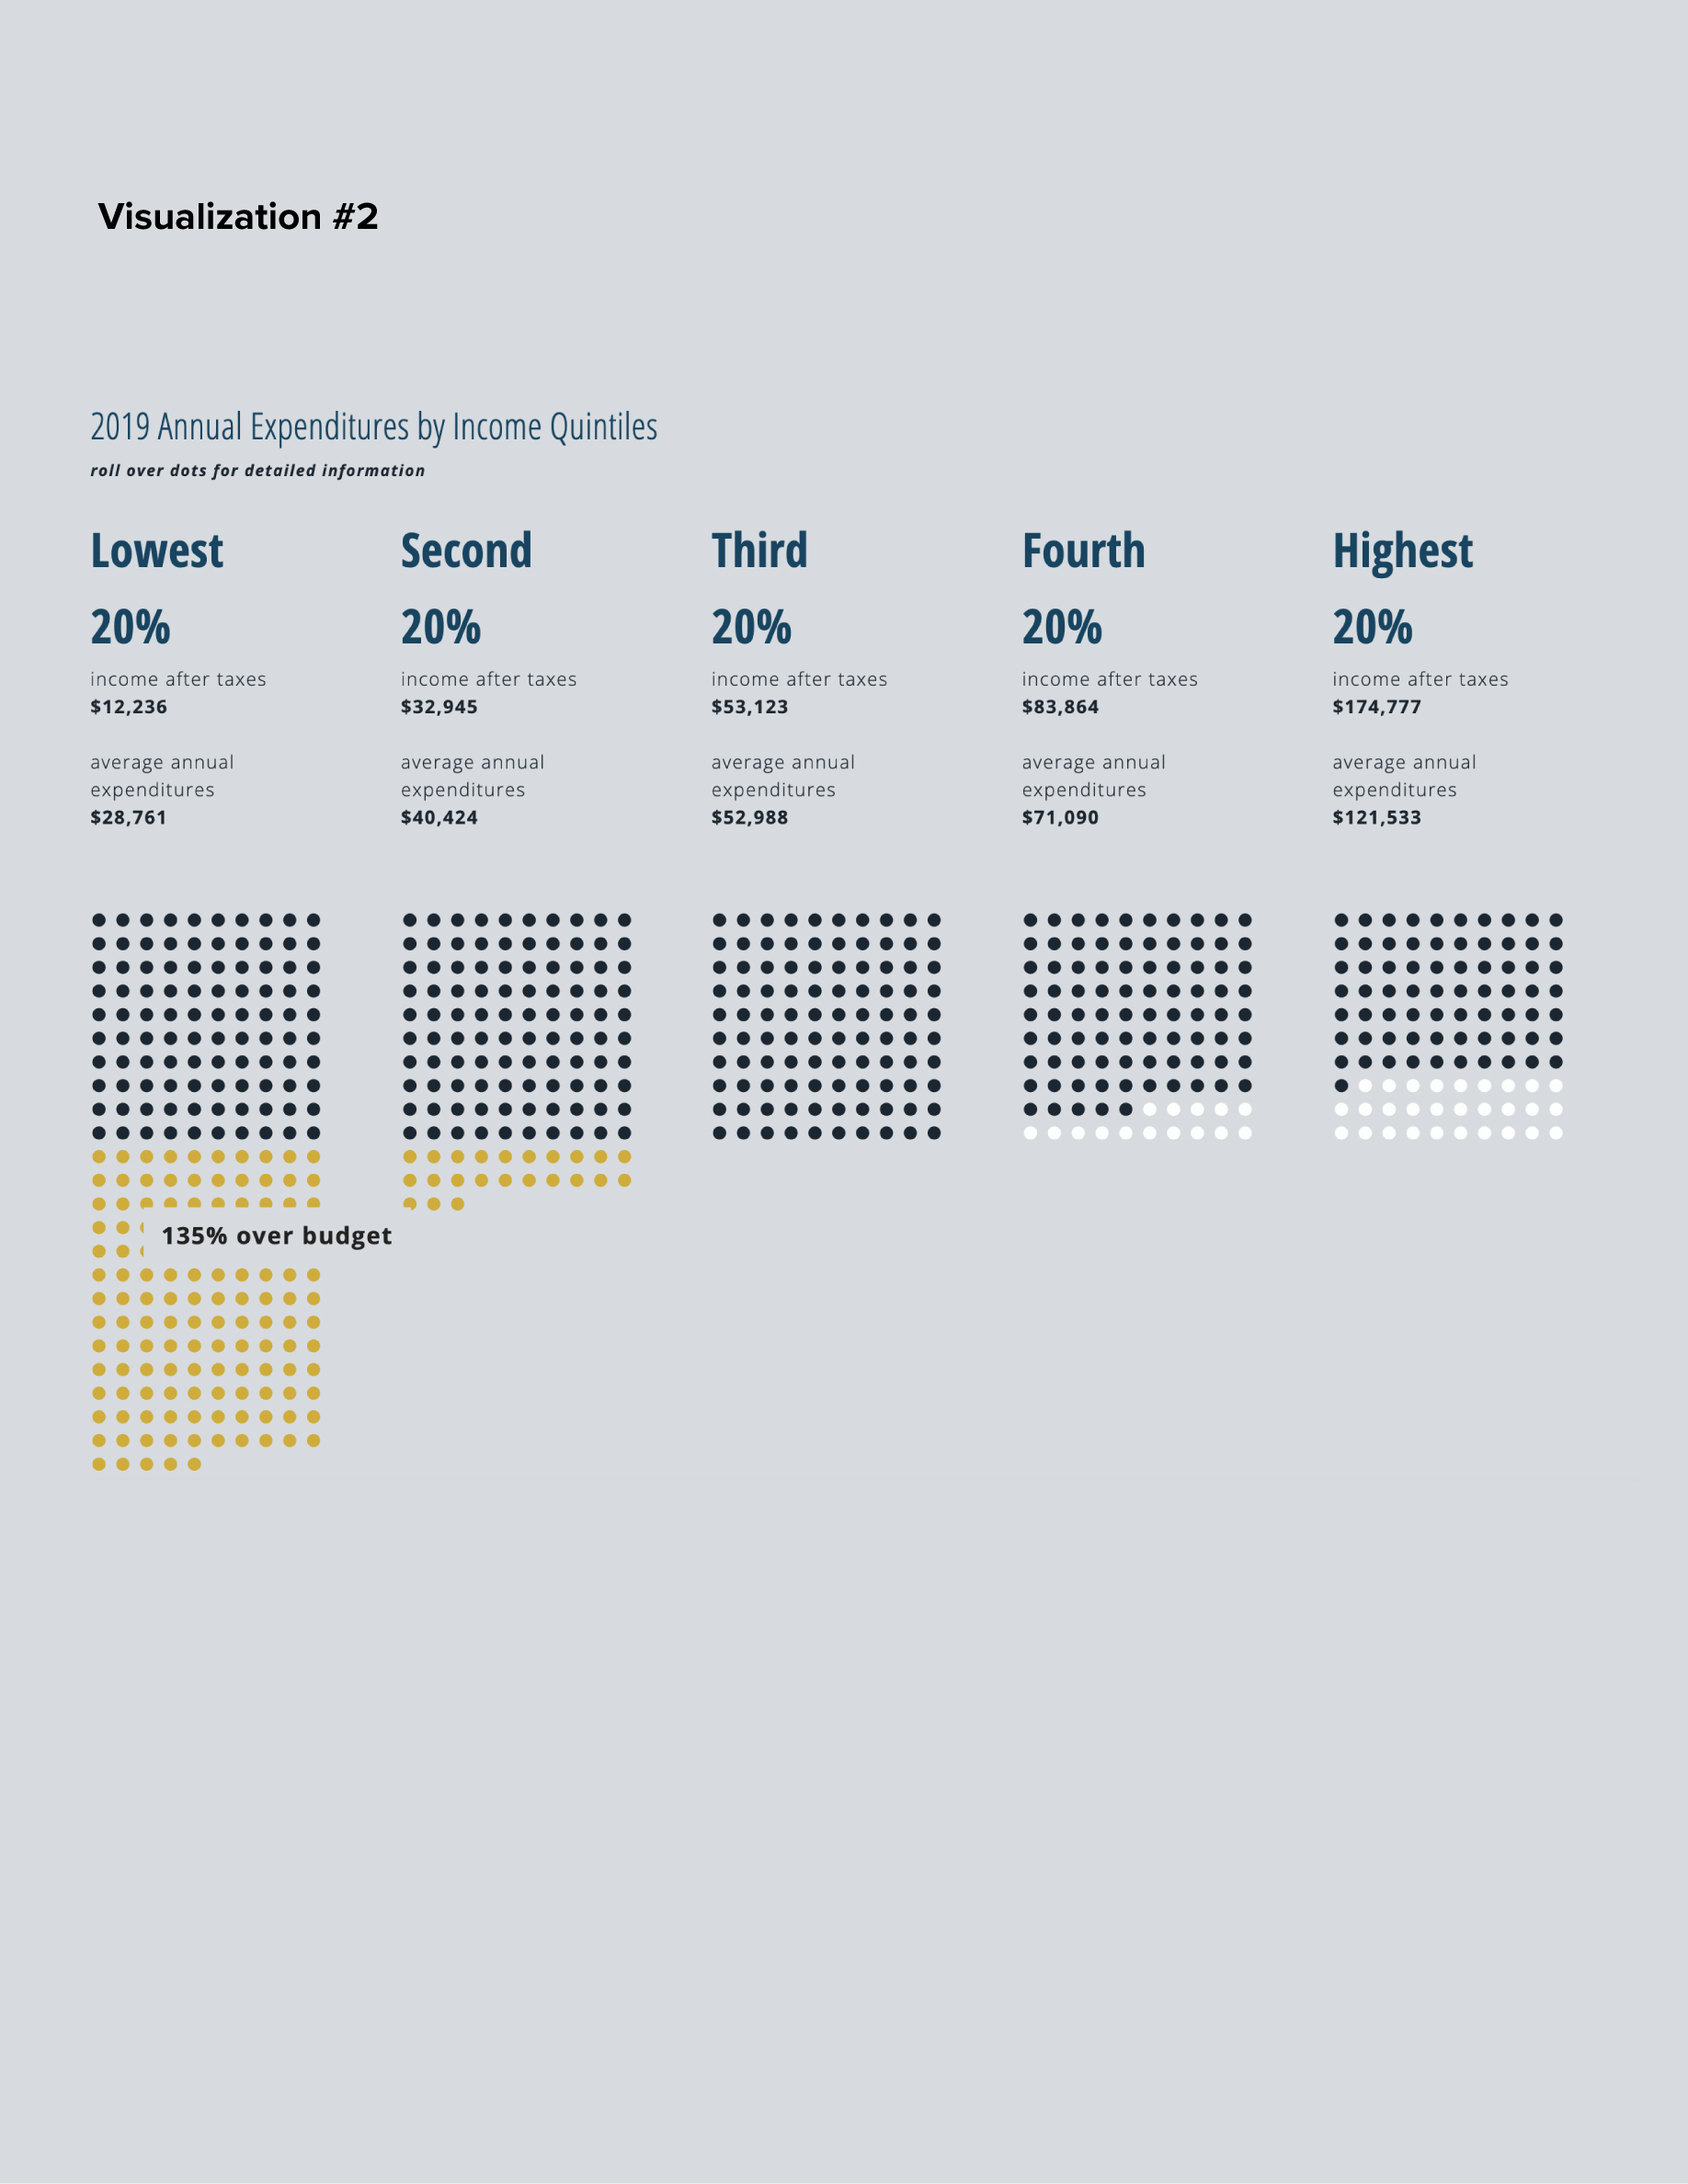 Visualization #2
2019 Annual Expenditures by Income Quintiles
roll over dots for detailed information
Lowest
20%
income after taxes
$12,236
average annual
expenditures
$28,761
Second
20%
income after taxes
$32,945
average annual
expenditures
$40,424
Third
20%
income after taxes
$53,123
average annual
expenditures
$52,988
Fourth
20%
income after taxes
$83,864
average annual
expenditures
$71,090
Highest
20%
income after taxes
$174,777
average annual
expenditures
$121,533
135% over budget